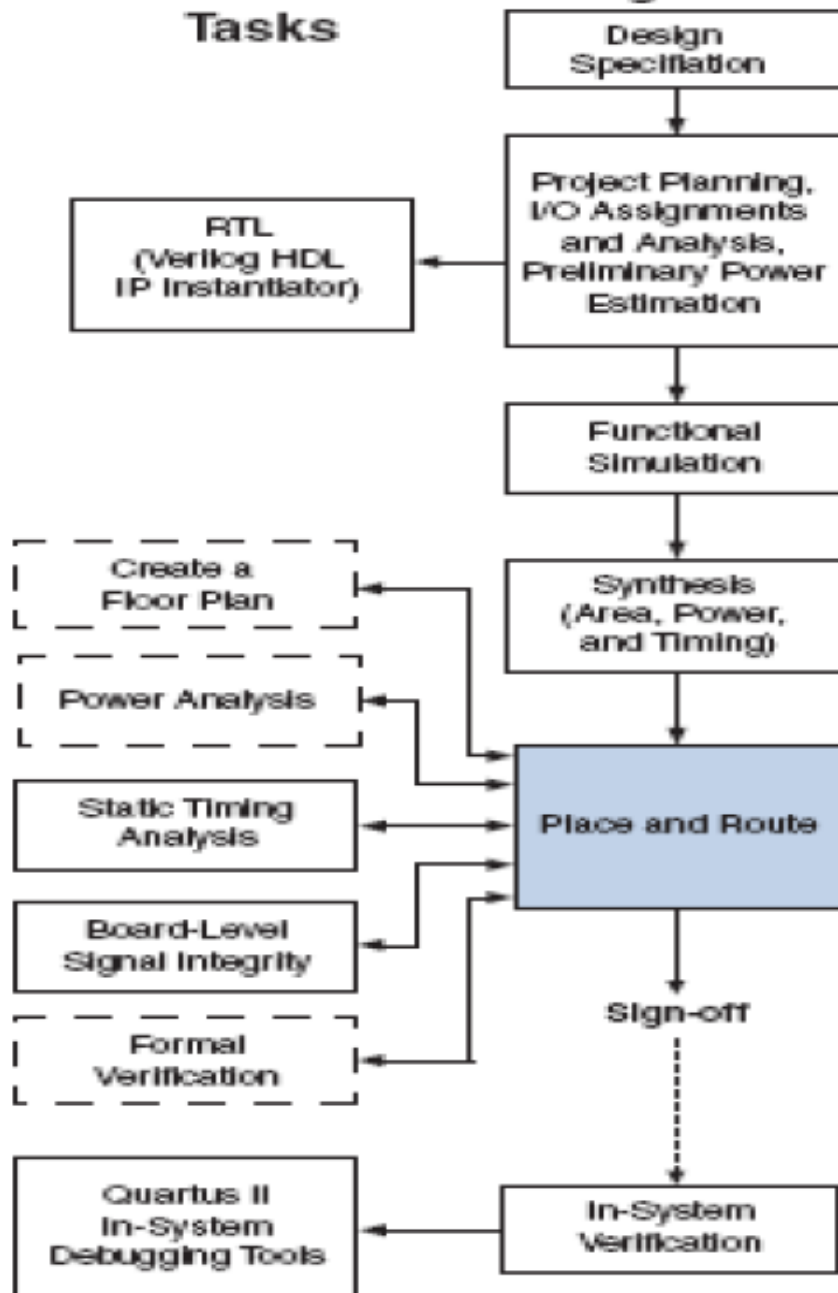 Tasks
Design
Specifiation
Project Planning,
I/O Assignments
and Analysis,
Preliminary Power
Estimation
RTL
(Verilog HDL
IP Instantiator)
Functional
Simulation
Synthesis
(Area, Power,
and Timing)
Create a
Floor Plan
Power Analysis
Static Timing
Analysis
Place and Route
Board-Level
Signal Integrity
Sign-off
Formal
Verification
Quartus II
In-System
Debugging Tools
In-System
Verification